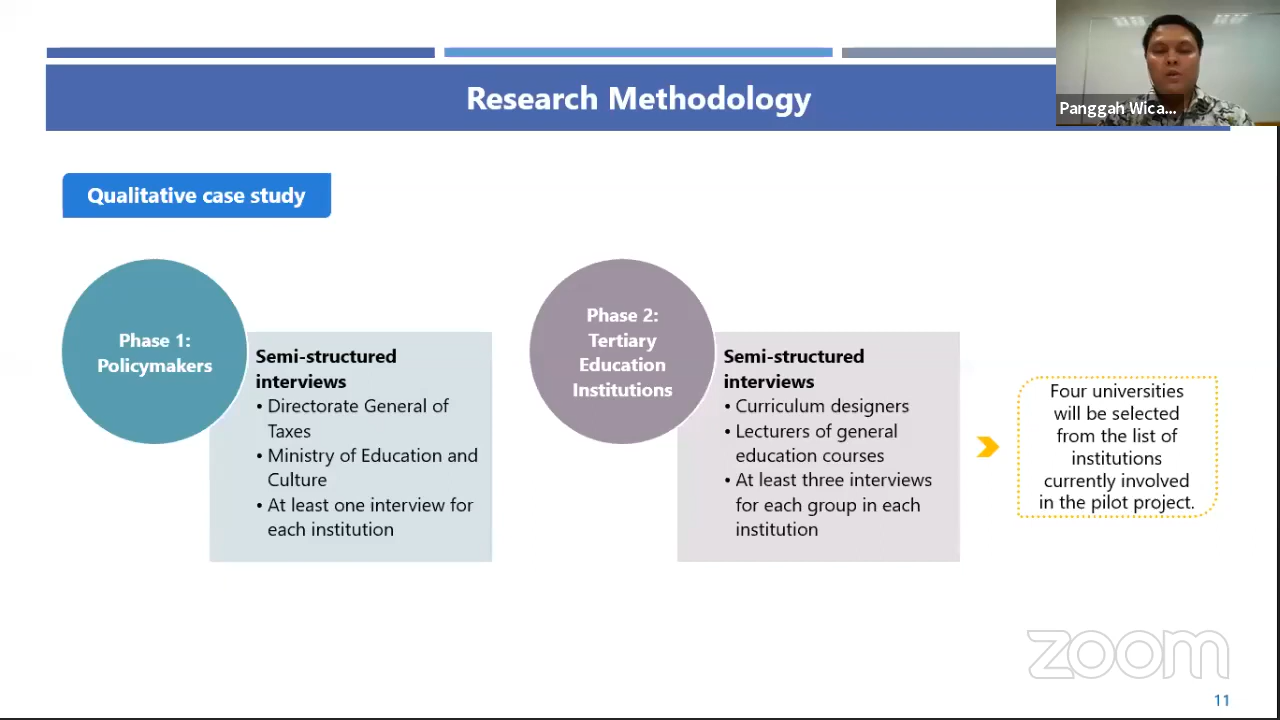 Research Methodology
Panggah Wica...
Qualitative case study
Phase 1:
Policymakers
Semi-structured
interviews
• Directorate General of
Taxes
• Ministry of Education and
Culture
• At least one interview for
each institution
Phase 2:
Tertiary
Education
Institutions
Semi-structured
interviews
• Curriculum designers
• Lecturers of general
education courses
• At least three interviews
for each group in each
institution
Four universities
will be selected
from the list of
institutions
currently involved
in the pilot project.
zoom
11